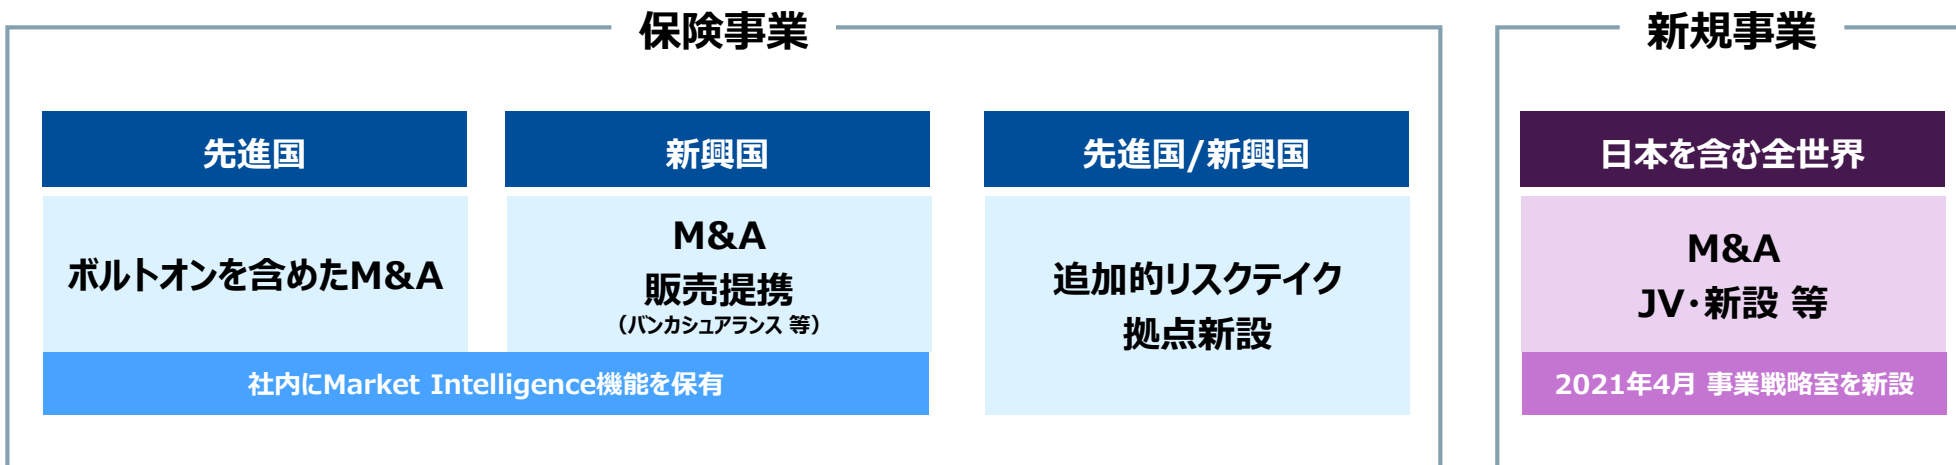 保険事業
新規事業
先進国
新興国
先進国/新興国
日本を含む全世界
ボルトオンを含めたM&A
M&A
販売提携
（バンカシュアランス 等）
追加的リスクテイク
拠点新設
M&A
JV・新設 等
社内にMarket Intelligence機能を保有
2021年4月 事業戦略室を新設